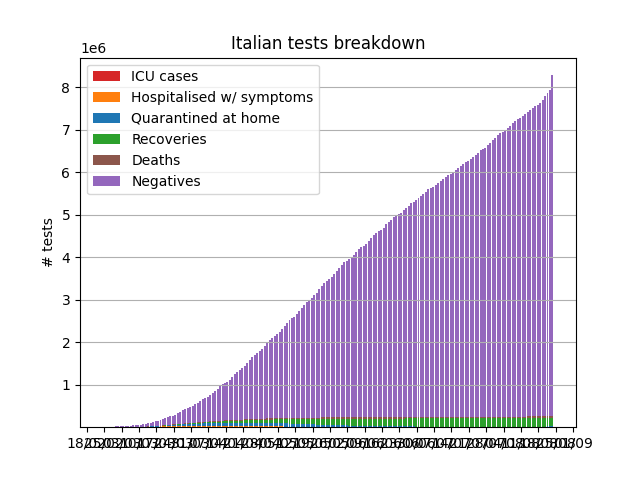 Italian tests breakdown
1e6
ICU cases
Hospitalised w/ symptoms
Quarantined at home
Recoveries
Deaths
Negatives
8
7
6
5
4
3
2
1
# tests